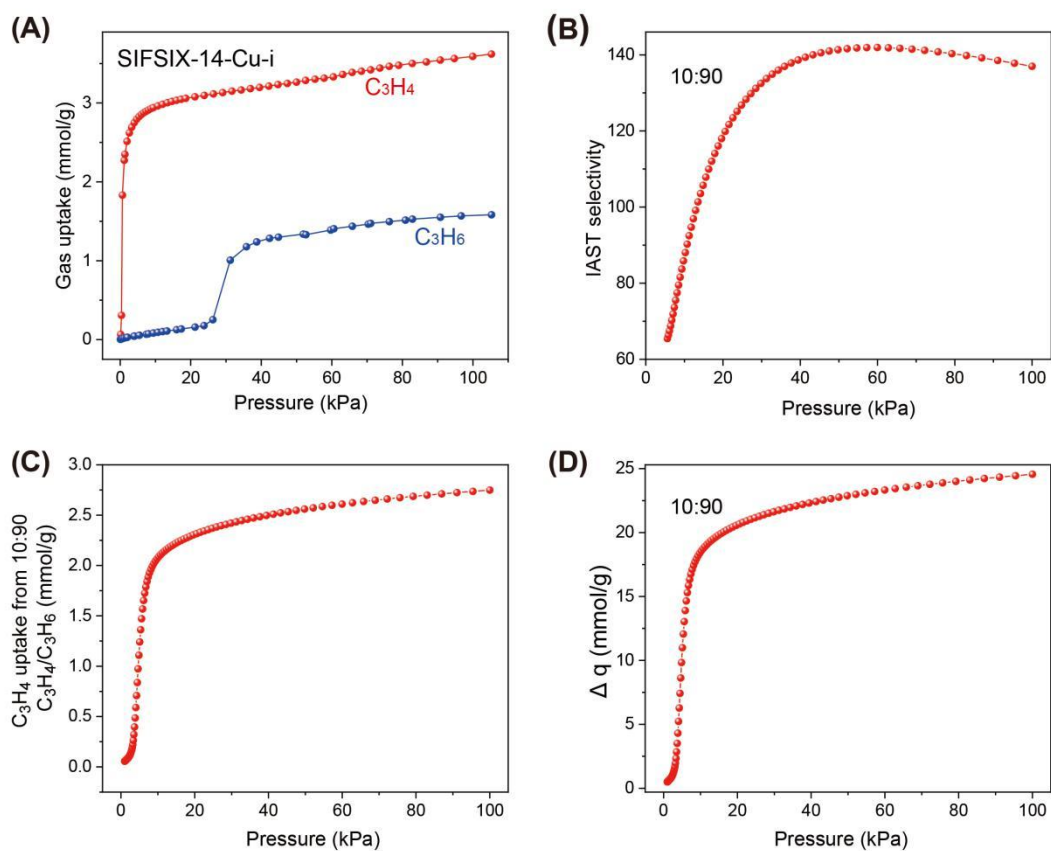 (A)
SIFSIX-14-Cu-i
C₃H₄
C₃H₆
Gas uptake (mmol/g)
3
2
1
0
0 20 40 60 80 100
Pressure (kPa)
(B)
10:90
IAST selectivity
140
120
100
80
60
0 20 40 60 80 100
Pressure (kPa)
(C)
C₃H₄ uptake from 10:90
C₃H₄/C₃H₆ (mmol/g)
3.0
2.5
2.0
1.5
1.0
0.5
0.0
0 20 40 60 80 100
Pressure (kPa)
(D)
10:90
Δ q (mmol/g)
25
20
15
10
5
0
0 20 40 60 80 100
Pressure (kPa)